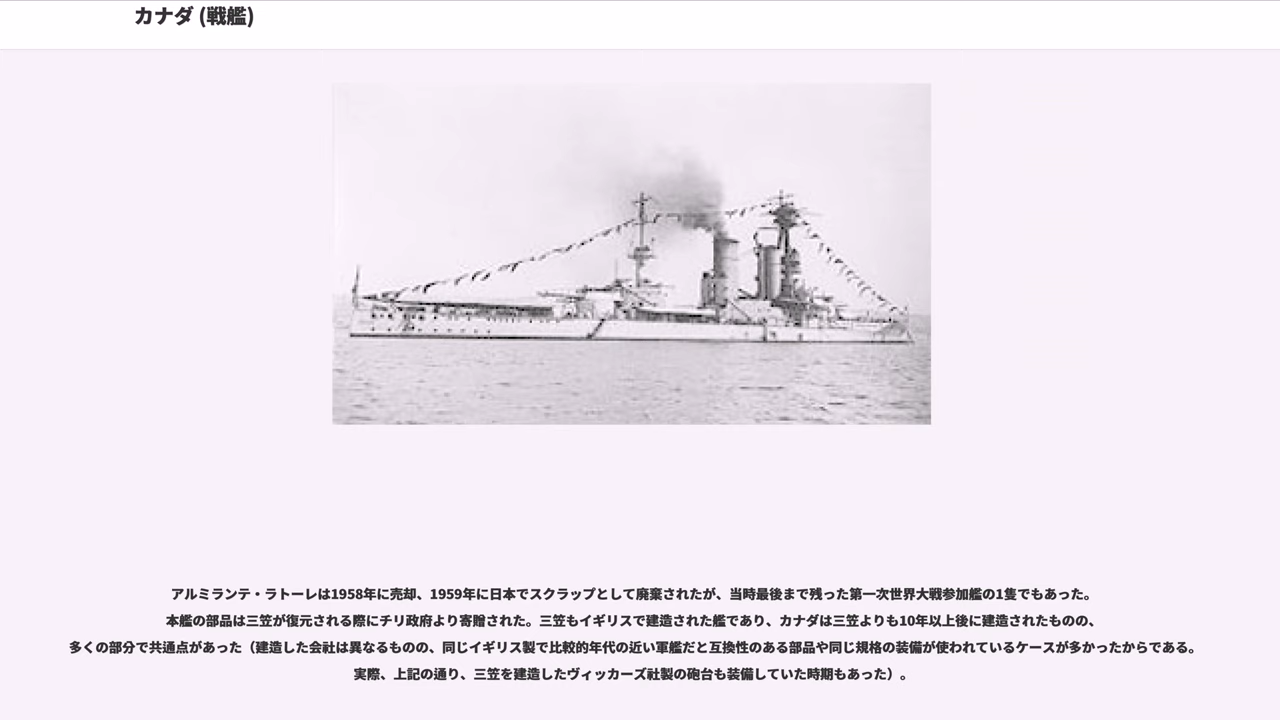 カナダ (戦艦)
アルミランテ・ラトーレは1958年に売却、1959年に日本でスクラップとして廃棄されたが、当時最後まで残った第一次世界大戦参加艦の1隻でもあった。
本艦の部品は三笠が復元される際にチリ政府より寄贈された。三笠もイギリスで建造された艦であり、カナダは三笠よりも10年以上後に建造されたものの、
多くの部分で共通点があった（建造した会社は異なるものの、同じイギリス製で比較的年代の近い軍艦だと互換性のある部品や同じ規格の装備が使われているケースが多かったからである。
実際、上記の通り、三笠を建造したヴィッカーズ社製の砲台も装備していた時期もあった）。